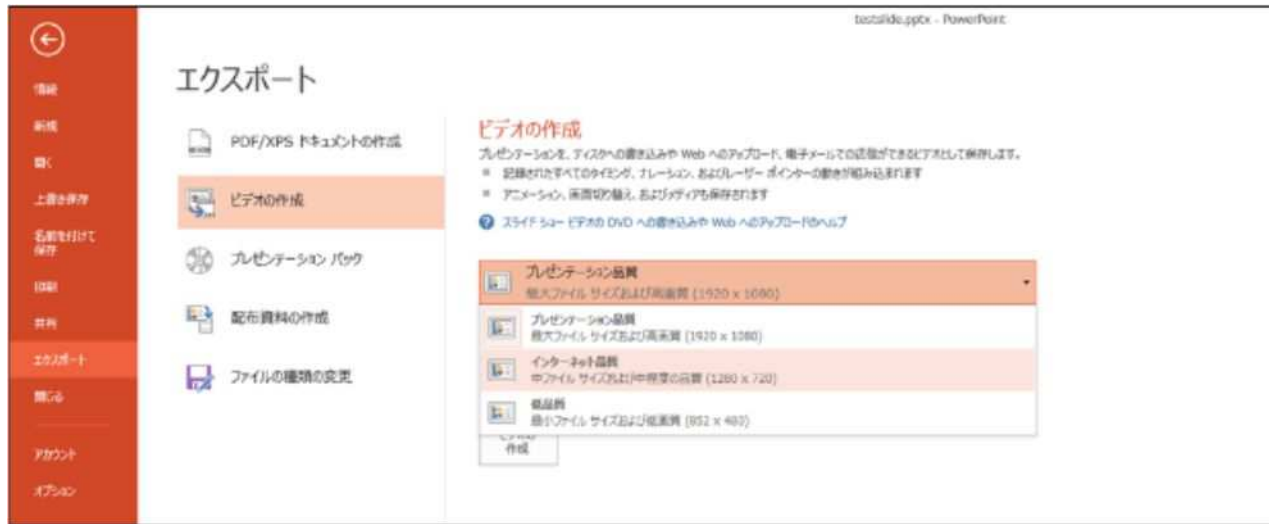 testslide.pptx - PowerPoint
情報
新規
開く
上書き保存
名前を付けて
保存
印刷
共有
エクスポート
閉じる
アカウント
オプション
エクスポート
PDF/XPS ドキュメントの作成
ビデオの作成
プレゼンテーション パック
配布資料の作成
ファイルの種類の変更
ビデオの作成
プレゼンテーションを、ディスクへの書き込みや Web へのアップロード、電子メールでの送信ができるビデオとして保存します。
記録されたすべてのタイミング、ナレーション、およびレーザー ポインターの動きが組み込まれます
アニメーション、画面切り替え、およびメディアも保存されます
スライド ショー ビデオの DVD への書き込みや Web へのアップロードのヘルプ
プレゼンテーション品質
最大ファイル サイズおよび高画質 (1920 x 1080)
プレゼンテーション品質
最大ファイル サイズおよび高画質 (1920 x 1080)
インターネット品質
中ファイル サイズおよび中程度の品質 (1280 x 720)
低品質
最小ファイル サイズおよび低画質 (852 x 480)
ビデオの
作成